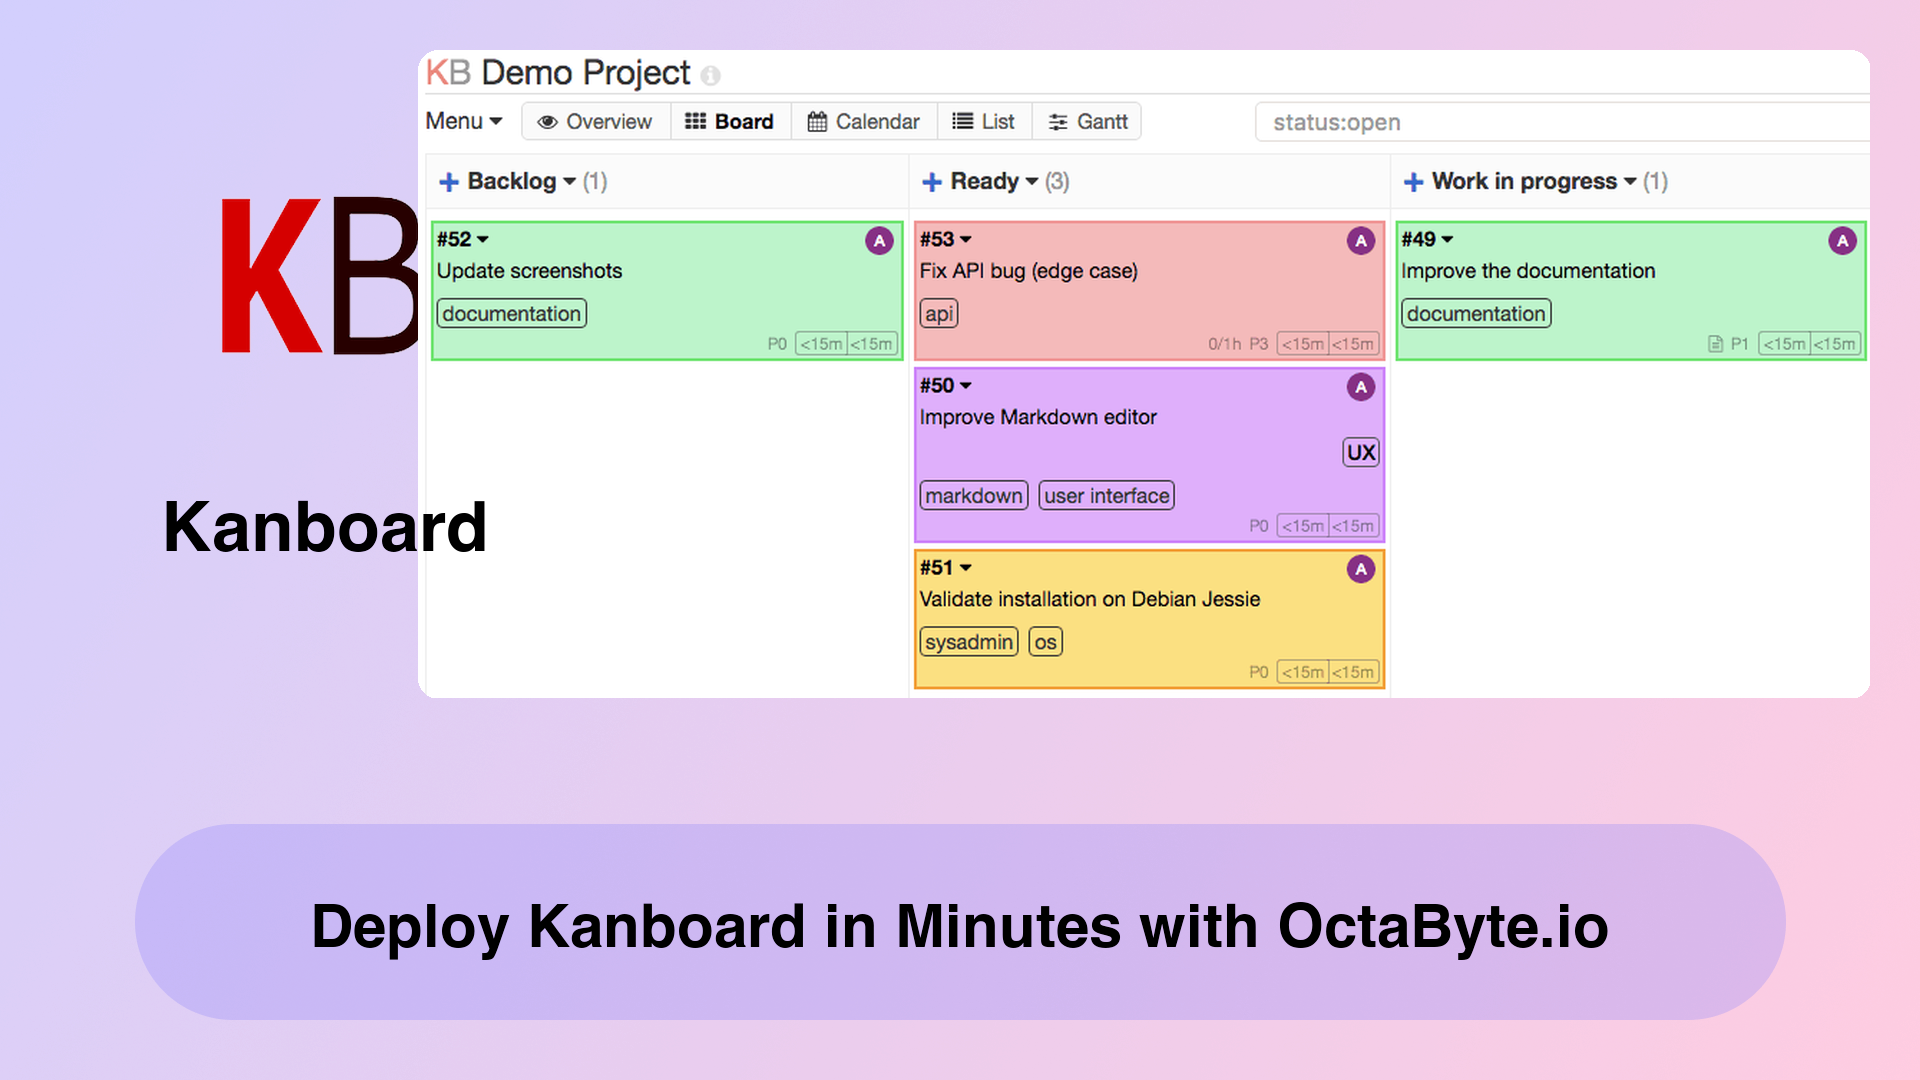 KB Demo Project
Menu Overview Board Calendar List Gantt status:open
+ Backlog (1)
#52 A
Update screenshots
documentation
P0 <15m <15m
+ Ready (3)
#53 A
Fix API bug (edge case)
api
0/1h P3 <15m <15m
#50 A
Improve Markdown editor
UX
markdown user interface
P0 <15m <15m
#51 A
Validate installation on Debian Jessie
sysadmin os
P0 <15m <15m
+ Work in progress (1)
#49 A
Improve the documentation
documentation
P1 <15m <15m
KB
Kanboard
Deploy Kanboard in Minutes with OctaByte.io